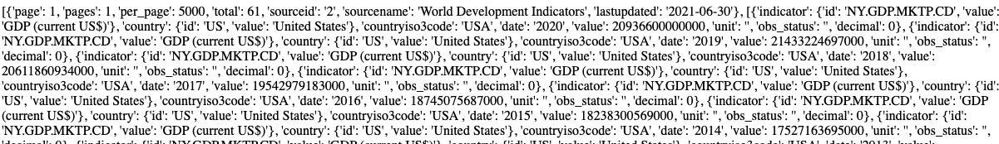 [{'page': 1, 'pages': 1, 'per_page': 5000, 'total': 61, 'sourceid': '2', 'sourcename': 'World Development Indicators', 'lastupdated': '2021-06-30'}, [{'indicator': {'id': 'NY.GDP.MKTP.CD', 'value':
'GDP (current US$)'}, 'country': {'id': 'US', 'value': 'United States'}, 'countryiso3code': 'USA', 'date': '2020', 'value': 20936600000000, 'unit': '', 'obs_status': '', 'decimal': 0}, {'indicator': {'id':
'NY.GDP.MKTP.CD', 'value': 'GDP (current US$)'}, 'country': {'id': 'US', 'value': 'United States'}, 'countryiso3code': 'USA', 'date': '2019', 'value': 21433224697000, 'unit': '', 'obs_status': '',
'decimal': 0}, {'indicator': {'id': 'NY.GDP.MKTP.CD', 'value': 'GDP (current US$)'}, 'country': {'id': 'US', 'value': 'United States'}, 'countryiso3code': 'USA', 'date': '2018', 'value':
20611860934000, 'unit': '', 'obs_status': '', 'decimal': 0}, {'indicator': {'id': 'NY.GDP.MKTP.CD', 'value': 'GDP (current US$)'}, 'country': {'id': 'US', 'value': 'United States'},
'countryiso3code': 'USA', 'date': '2017', 'value': 19542979183000, 'unit': '', 'obs_status': '', 'decimal': 0}, {'indicator': {'id': 'NY.GDP.MKTP.CD', 'value': 'GDP (current US$)'}, 'country': {'id':
'US', 'value': 'United States'}, 'countryiso3code': 'USA', 'date': '2016', 'value': 18745075687000, 'unit': '', 'obs_status': '', 'decimal': 0}, {'indicator': {'id': 'NY.GDP.MKTP.CD', 'value': 'GDP
(current US$)'}, 'country': {'id': 'US', 'value': 'United States'}, 'countryiso3code': 'USA', 'date': '2015', 'value': 18238300569000, 'unit': '', 'obs_status': '', 'decimal': 0}, {'indicator': {'id':
'NY.GDP.MKTP.CD', 'value': 'GDP (current US$)'}, 'country': {'id': 'US', 'value': 'United States'}, 'countryiso3code': 'USA', 'date': '2014', 'value': 17527163695000, 'unit': '', 'obs_status': '',